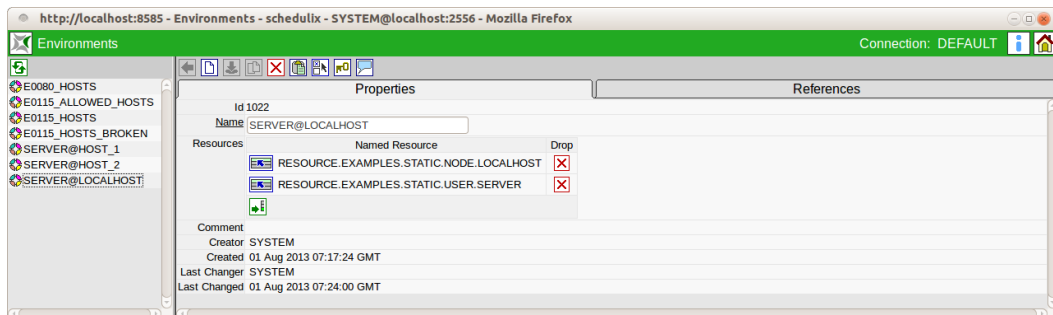 http://localhost:8585 - Environments - schedulix - SYSTEM@localhost:2556 - Mozilla Firefox
Environments
Connection: DEFAULT
E0080_HOSTS
E0115_ALLOWED_HOSTS
E0115_HOSTS
E0115_HOSTS_BROKEN
SERVER@HOST_1
SERVER@HOST_2
SERVER@LOCALHOST
Properties
References
Id 1022
Name SERVER@LOCALHOST
Resources Named Resource Drop
RESOURCE.EXAMPLES.STATIC.NODE.LOCALHOST
RESOURCE.EXAMPLES.STATIC.USER.SERVER
Comment
Creator SYSTEM
Created 01 Aug 2013 07:17:24 GMT
Last Changer SYSTEM
Last Changed 01 Aug 2013 07:24:00 GMT